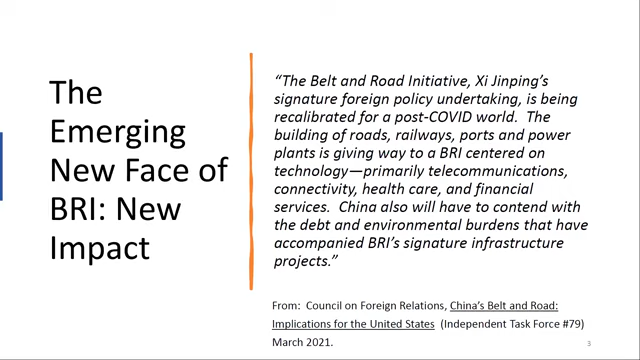 The
Emerging
New Face of
BRI: New
Impact
“The Belt and Road Initiative, Xi Jinping’s
signature foreign policy undertaking, is being
recalibrated for a post-COVID world.  The
building of roads, railways, ports and power
plants is giving way to a BRI centered on
technology—primarily telecommunications,
connectivity, health care, and financial
services.  China also will have to contend with
the debt and environmental burdens that have
accompanied BRI’s signature infrastructure
projects.”
From:  Council on Foreign Relations, China’s Belt and Road:
Implications for the United States  (Independent Task Force #79)
March 2021.
3